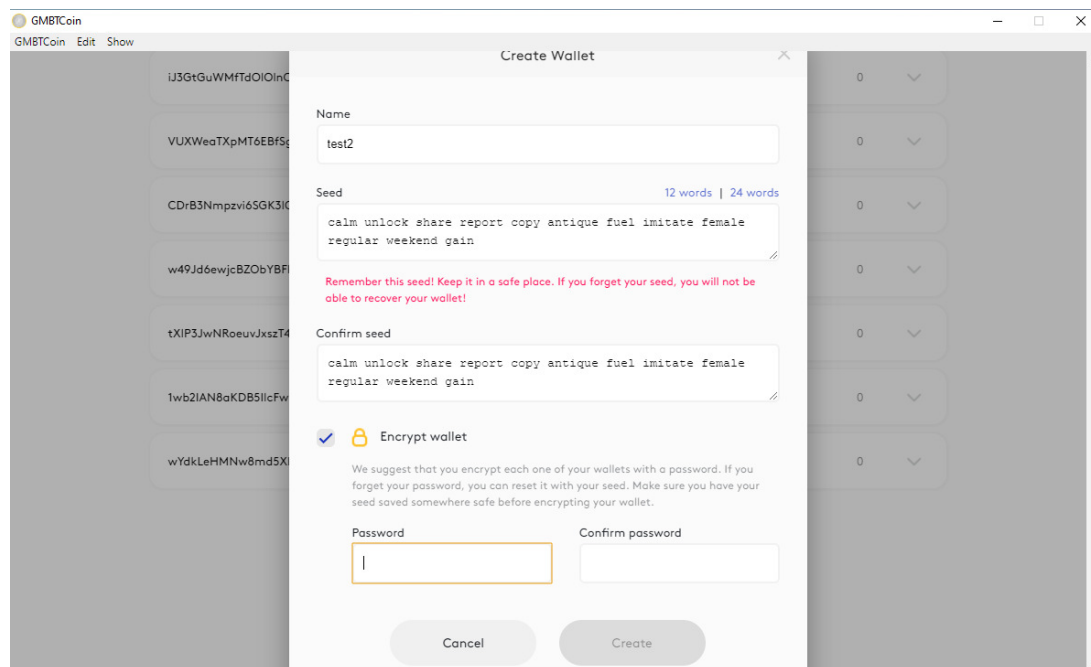 GMBTCoin
GMBTCoin Edit Show
Create Wallet
0
VUXWeaTXpMT6EBfSg
0
0
0
0
0
0
Name
test2
Seed 12 words | 24 words
calm unlock share report copy antique fuel imitate female
regular weekend gain
Remember this seed! Keep it in a safe place. If you forget your seed, you will not be
able to recover your wallet!
Confirm seed
calm unlock share report copy antique fuel imitate female
regular weekend gain
Encrypt wallet
We suggest that you encrypt each one of your wallets with a password. If you
forget your password, you can reset it with your seed. Make sure you have your
seed saved somewhere safe before encrypting your wallet.
Password Confirm password
Cancel Create